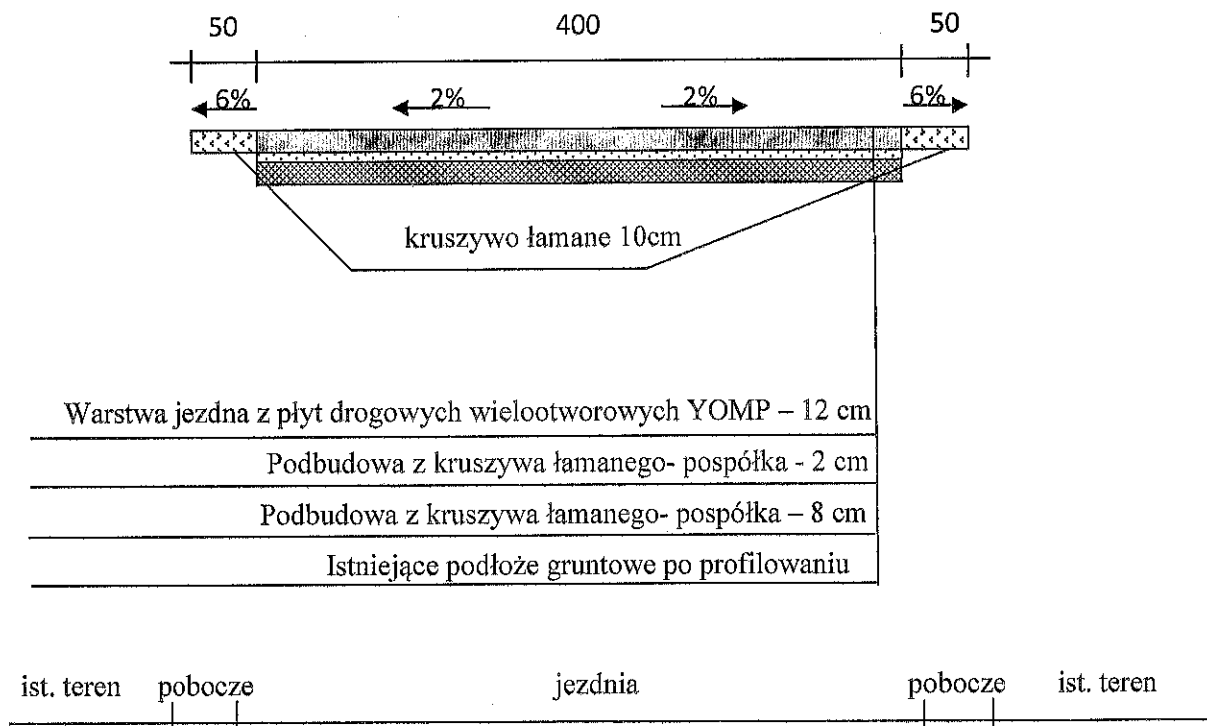 50 400 50
6% 2% 2% 6%
kruszywo łamane 10cm
Warstwa jezdna z płyt drogowych wielootworowych YOMP – 12 cm
Podbudowa z kruszywa łamanego- pospółka - 2 cm
Podbudowa z kruszywa łamanego- pospółka – 8 cm
Istniejące podłoże gruntowe po profilowaniu
ist. teren pobocze jezdnia pobocze ist. teren